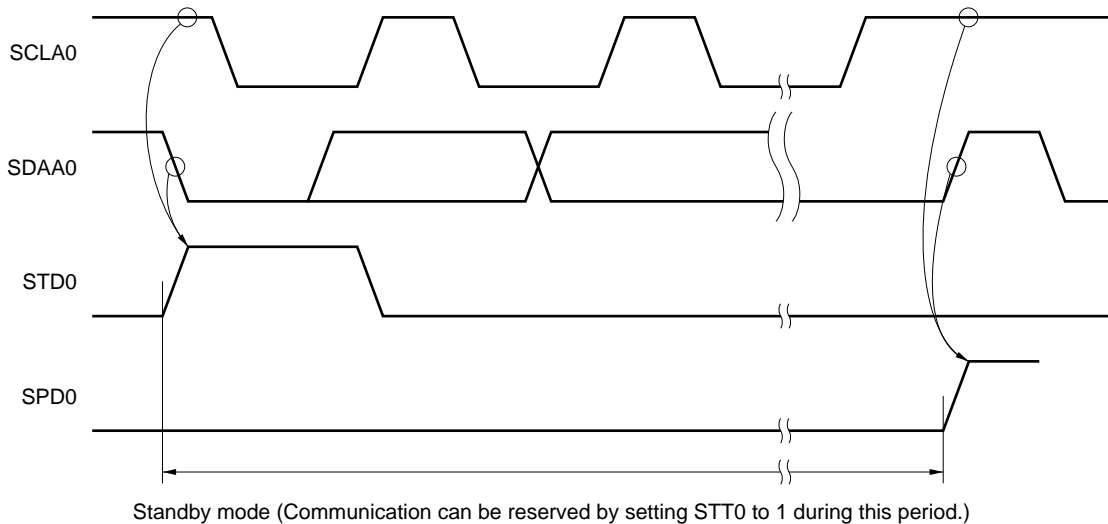 SCLA0
SDAA0
STD0
SPD0
Standby mode (Communication can be reserved by setting STT0 to 1 during this period.)